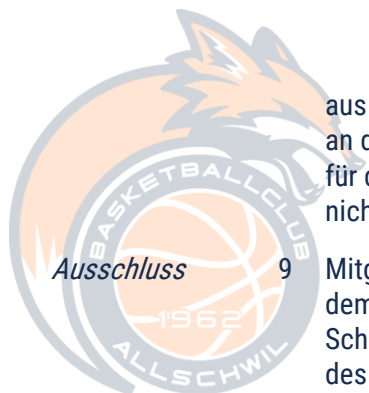 aus
an d
für d
nich
BASKETBALLCLUB
Ausschluss 9 Mitg
1962
dem
Sch
ALLSCHWIL
des